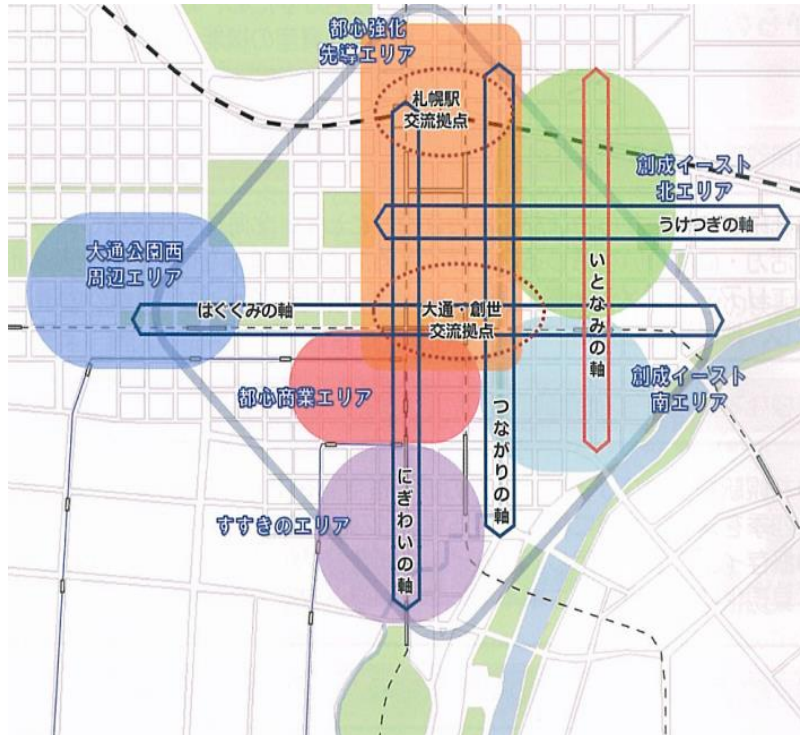 都心強化
先導エリア
札幌駅
交流拠点
創成イースト
北エリア
うけつぎの軸
大通公園西
周辺エリア
はぐくみの軸
大通・創世
交流拠点
いとなみの軸
都心商業エリア
創成イースト
南エリア
つながりの軸
にぎわいの軸
すすきのエリア